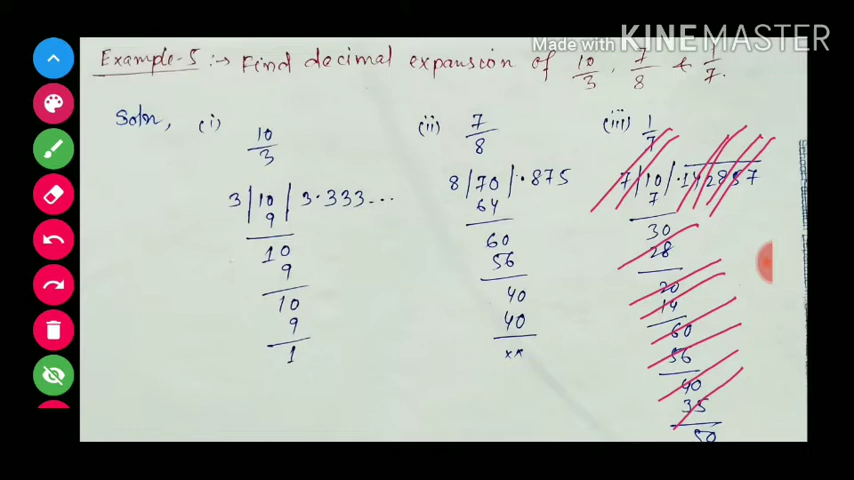 Made with KINEMASTER
Example-5 :→ Find decimal expansion of 10/3, 7/8 & 1/7.
Soln, (i) 10/3
3 | 10 | 3.333...
9
10
9
10
9
1
(ii) 7/8
8 | 70 | .875
64
60
56
40
40
××
(iii) 1/7
7 | 10 | .142857
7
30
28
20
14
60
56
40
35
50